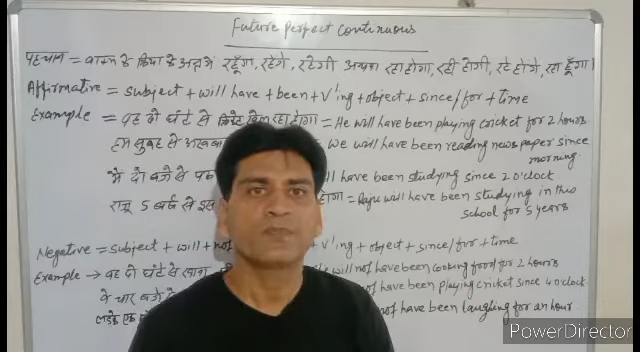 Future Perfect Continuous
पहचान = वाक्य के क्रिया के अन्त में रहूँगा, रहेगे, रहेगी अथवा रहा होगा, रही होगी, रहे होगे, रहा हूँगा।
Affirmative = subject + will have + been + V'ing + object + since/for + time
Example = वह दो घंटे से क्रिकेट खेल रहा होगा = He will have been playing cricket for 2 hours
हम सुबह से = We will have been reading news paper since
morning.
मे दो बजे से ll have been studying since 2 o'clock
राजू 5 वर्ष से इस होगा = Raju will have been studying in this
school for 5 years
Negative = subject + will + not V'ing + object + since/for + time
Example → वह दो घंटे से खाना will not have been cooking food for 2 hours
वे चार बजे से not have been playing cricket since 4 o'clock
लड़के एक not have been laughing for an hour
PowerDirector